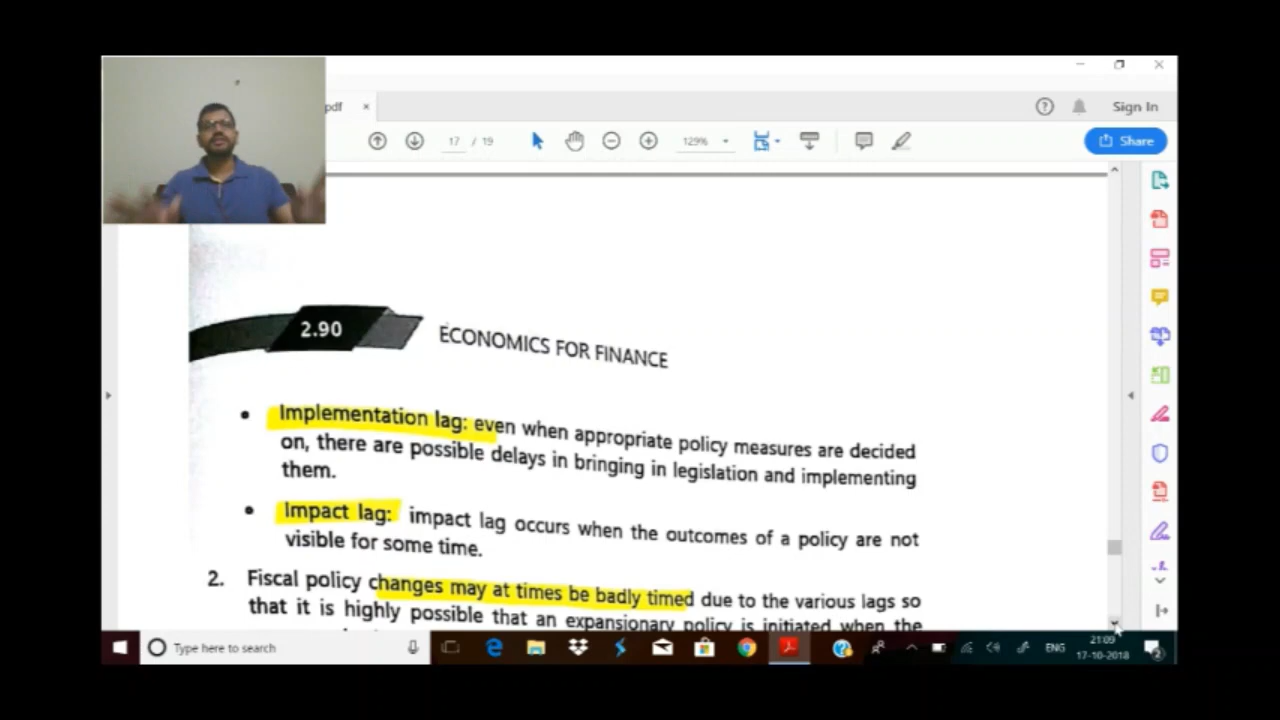 pdf
Sign In
17 / 19
129%
Share
2.90
ECONOMICS FOR FINANCE
• Implementation lag: even when appropriate policy measures are decided
on, there are possible delays in bringing in legislation and implementing
them.
• Impact lag: impact lag occurs when the outcomes of a policy are not
visible for some time.
2. Fiscal policy changes may at times be badly timed due to the various lags so
that it is highly possible that an expansionary policy is initiated when the
Type here to search
ENG
21:09
17-10-2018
2